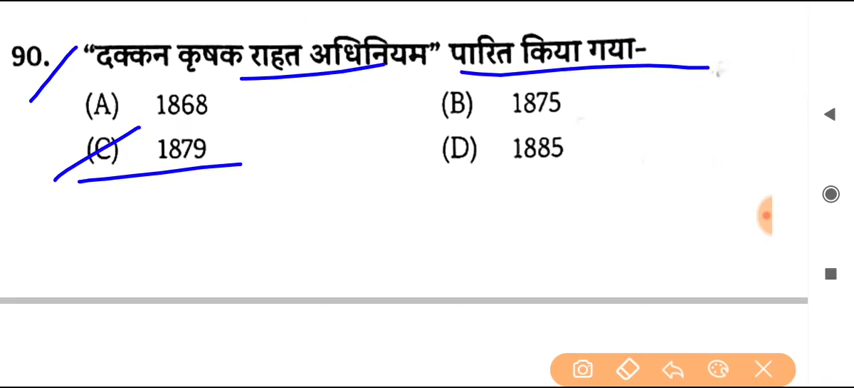 90. “दक्कन कृषक राहत अधिनियम” पारित किया गया-
(A) 1868 (B) 1875
(C) 1879 (D) 1885